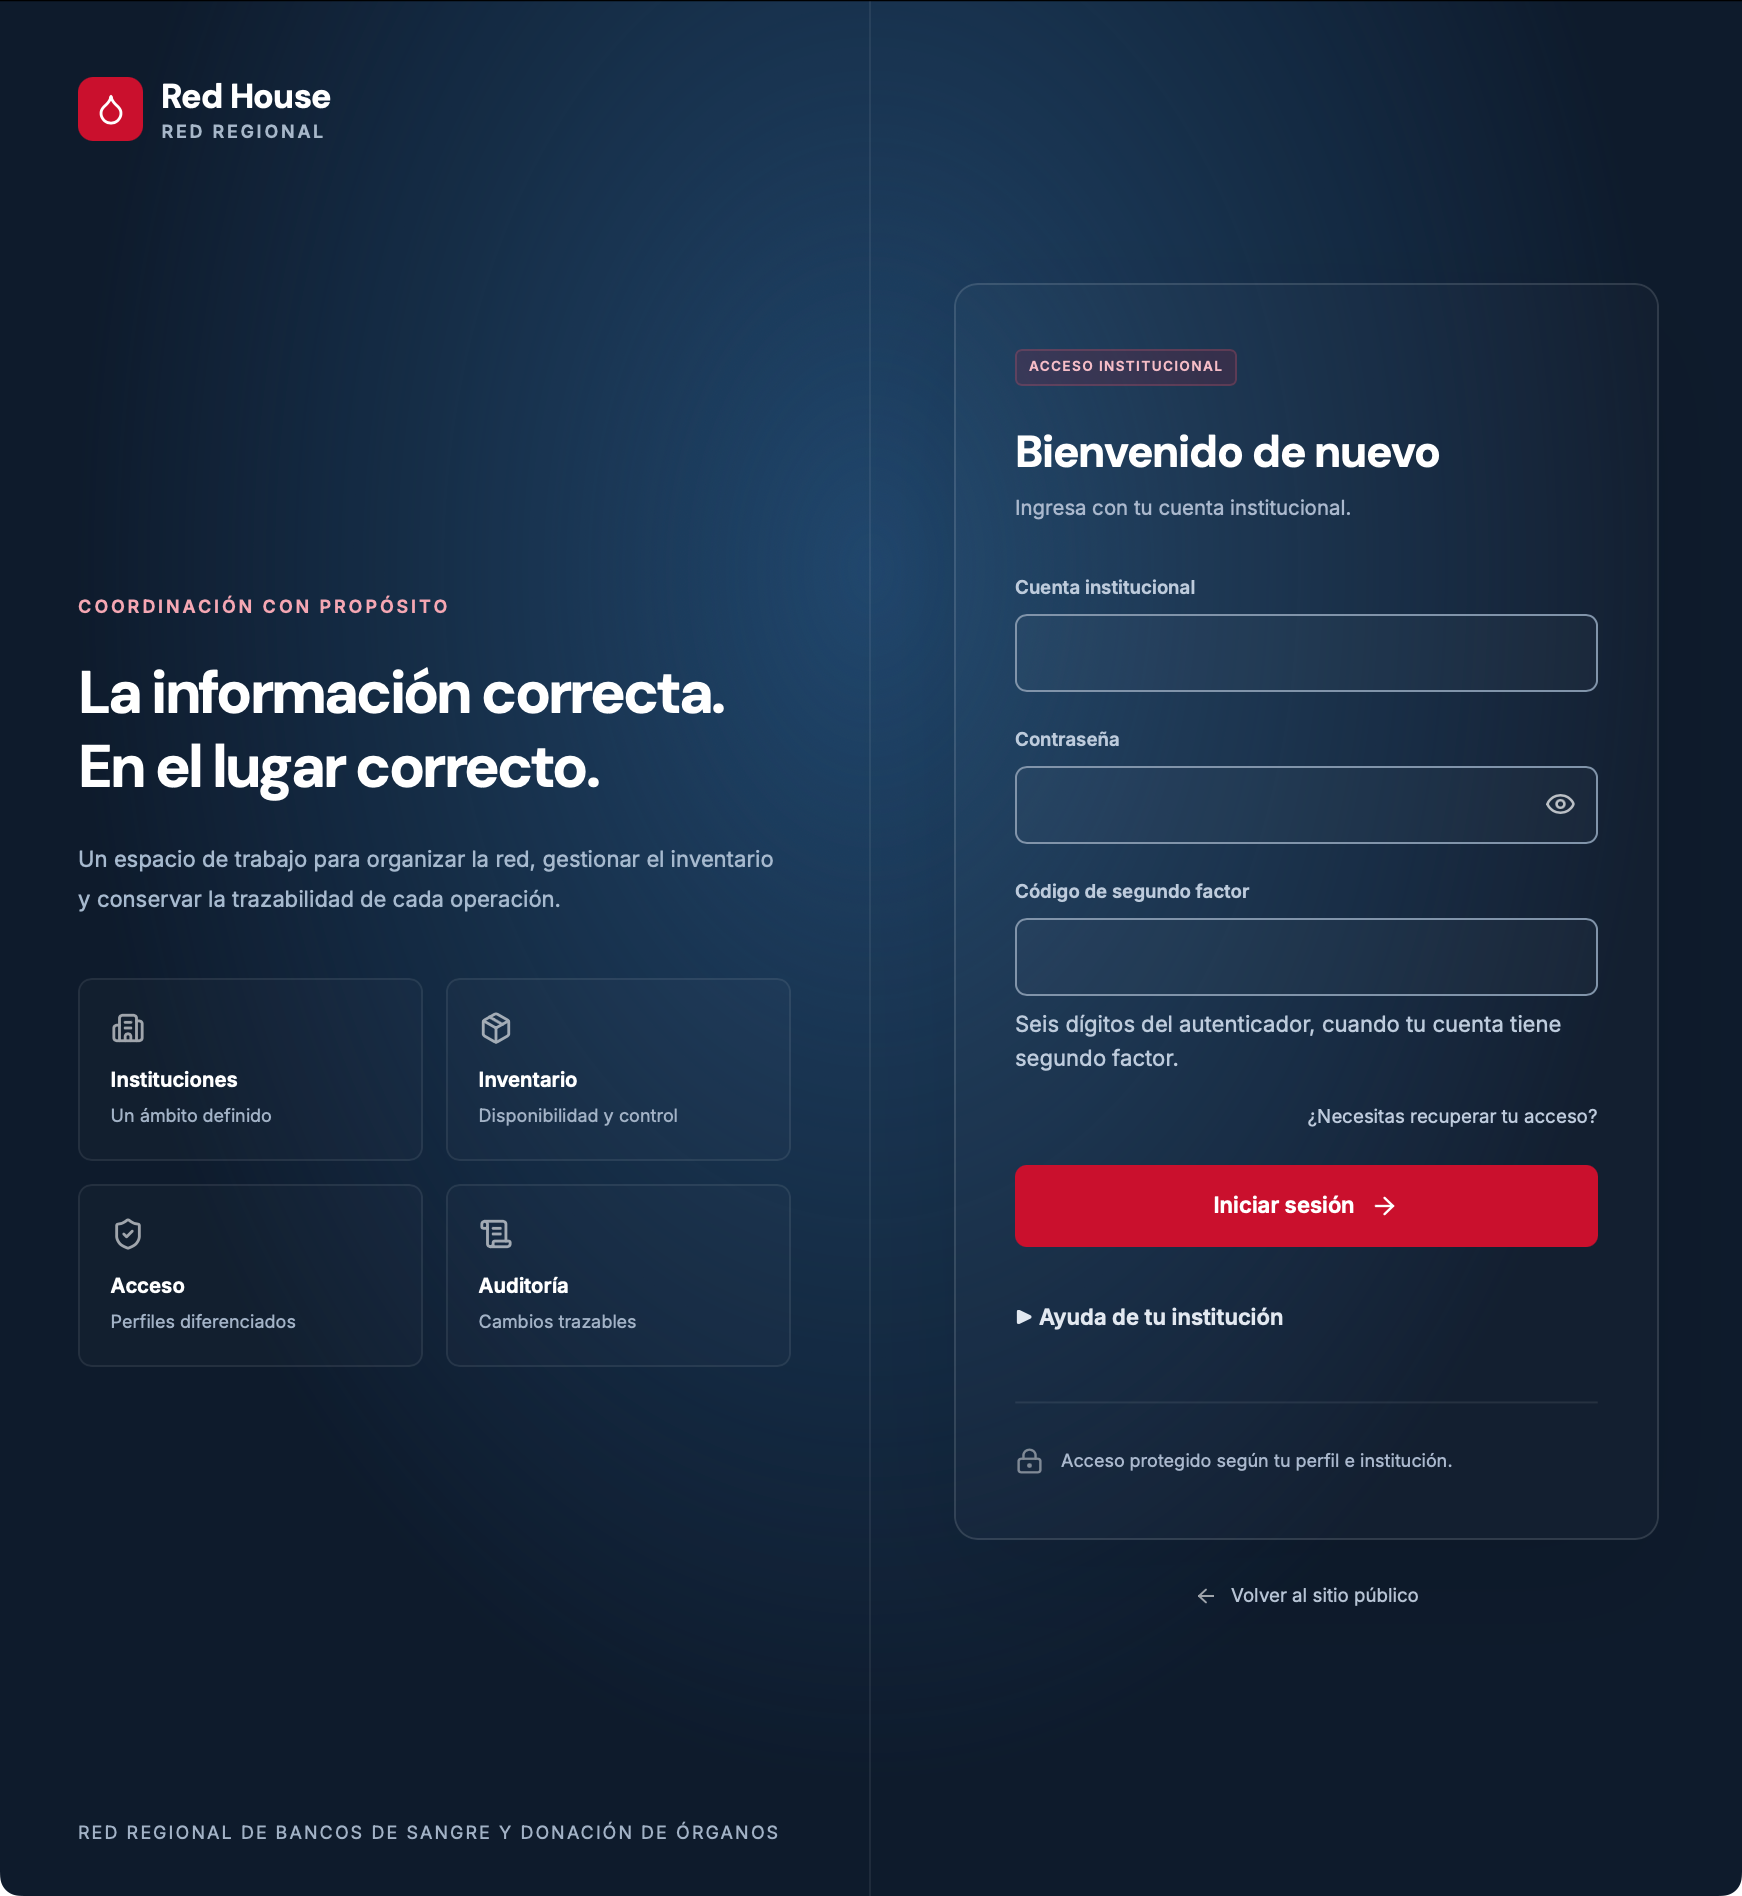 Red House
RED REGIONAL
COORDINACIÓN CON PROPÓSITO
La información correcta.
En el lugar correcto.
Un espacio de trabajo para organizar la red, gestionar el inventario
y conservar la trazabilidad de cada operación.
Instituciones
Un ámbito definido
Inventario
Disponibilidad y control
Acceso
Perfiles diferenciados
Auditoría
Cambios trazables
RED REGIONAL DE BANCOS DE SANGRE Y DONACIÓN DE ÓRGANOS
ACCESO INSTITUCIONAL
Bienvenido de nuevo
Ingresa con tu cuenta institucional.
Cuenta institucional
Contraseña
Código de segundo factor
Seis dígitos del autenticador, cuando tu cuenta tiene
segundo factor.
¿Necesitas recuperar tu acceso?
Iniciar sesión
Ayuda de tu institución
Acceso protegido según tu perfil e institución.
Volver al sitio público